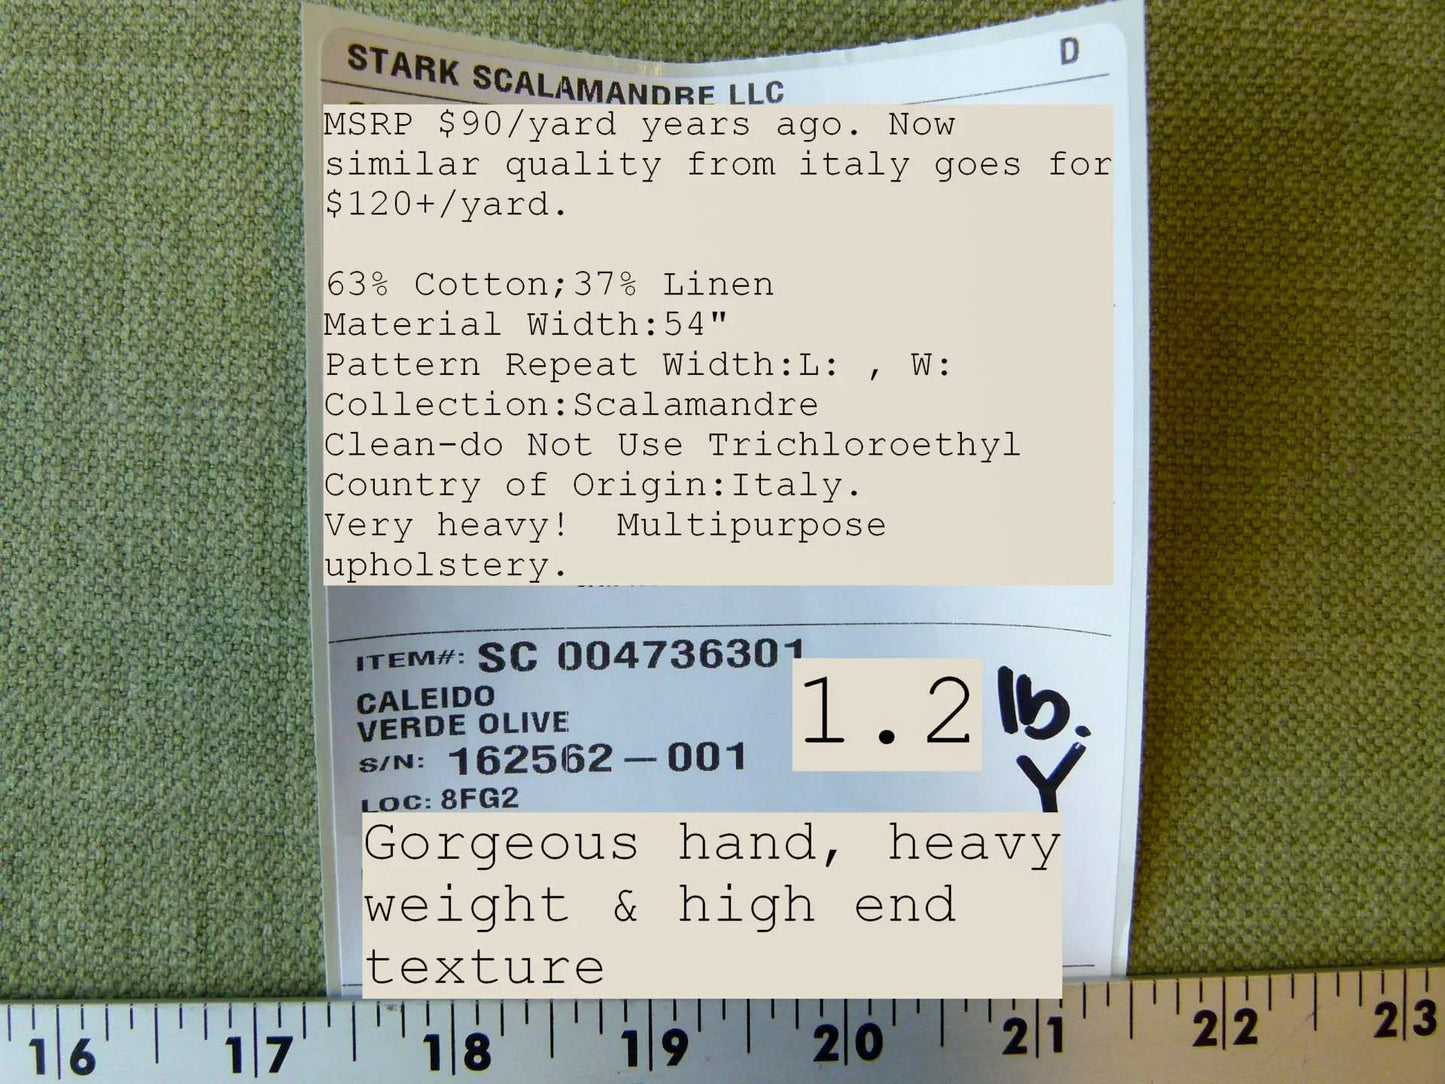 STARK SCALAMANDRE LLC
D
MSRP $90/yard years ago. Now
similar quality from italy goes for
$120+/yard.
63% Cotton;37% Linen
Material Width:54"
Pattern Repeat Width:L: , W:
Collection:Scalamandre
Clean-do Not Use Trichloroethyl
Country of Origin:Italy.
Very heavy!  Multipurpose
upholstery.
ITEM#: SC 004736301
CALEIDO
VERDE OLIVE
S/N: 162562-001
1.2 lb.
Y
LOC: 8FG2
Gorgeous hand, heavy
weight & high end
texture
16 17 18 19 20 21 22 23